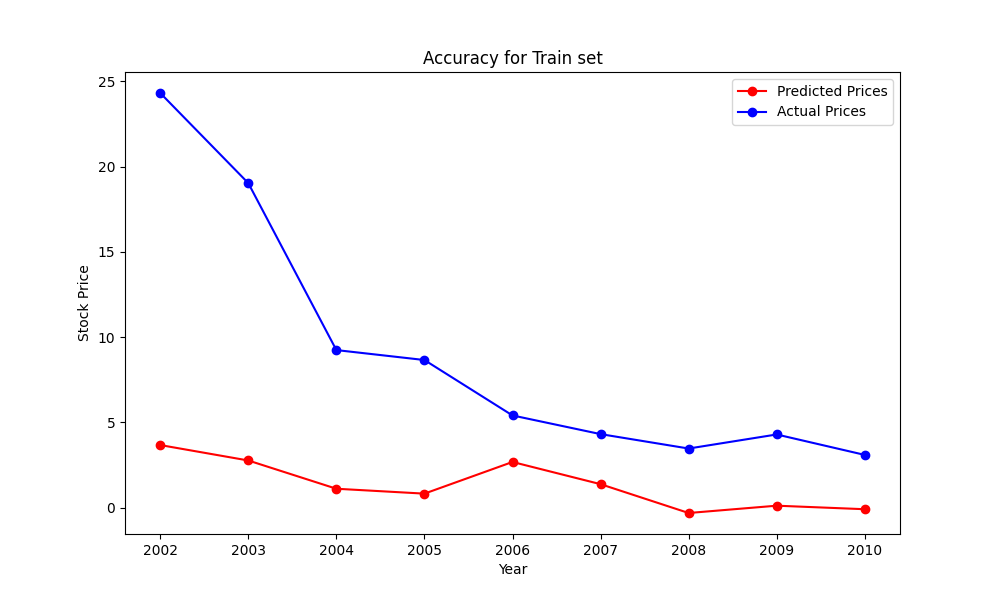 Accuracy for Train set
Predicted Prices
Actual Prices
25
20
15
10
5
0
Stock Price
2002 2003 2004 2005 2006 2007 2008 2009 2010
Year